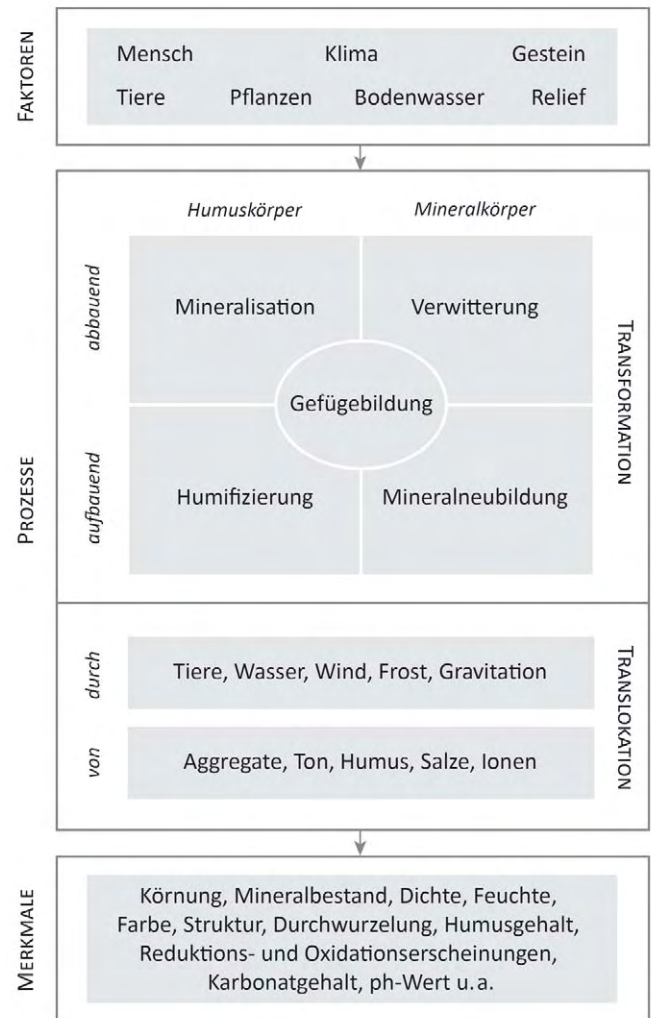 FAKTOREN
Mensch Klima Gestein
Tiere Pflanzen Bodenwasser Relief
PROZESSE
Humuskörper Mineralkörper
abbauend
Mineralisation Verwitterung
Gefügebildung
aufbauend
Humifizierung Mineralneubildung
TRANSFORMATION
durch
Tiere, Wasser, Wind, Frost, Gravitation
von
Aggregate, Ton, Humus, Salze, Ionen
TRANSLOKATION
MERKMALE
Körnung, Mineralbestand, Dichte, Feuchte,
Farbe, Struktur, Durchwurzelung, Humusgehalt,
Reduktions- und Oxidationserscheinungen,
Karbonatgehalt, ph-Wert u. a.